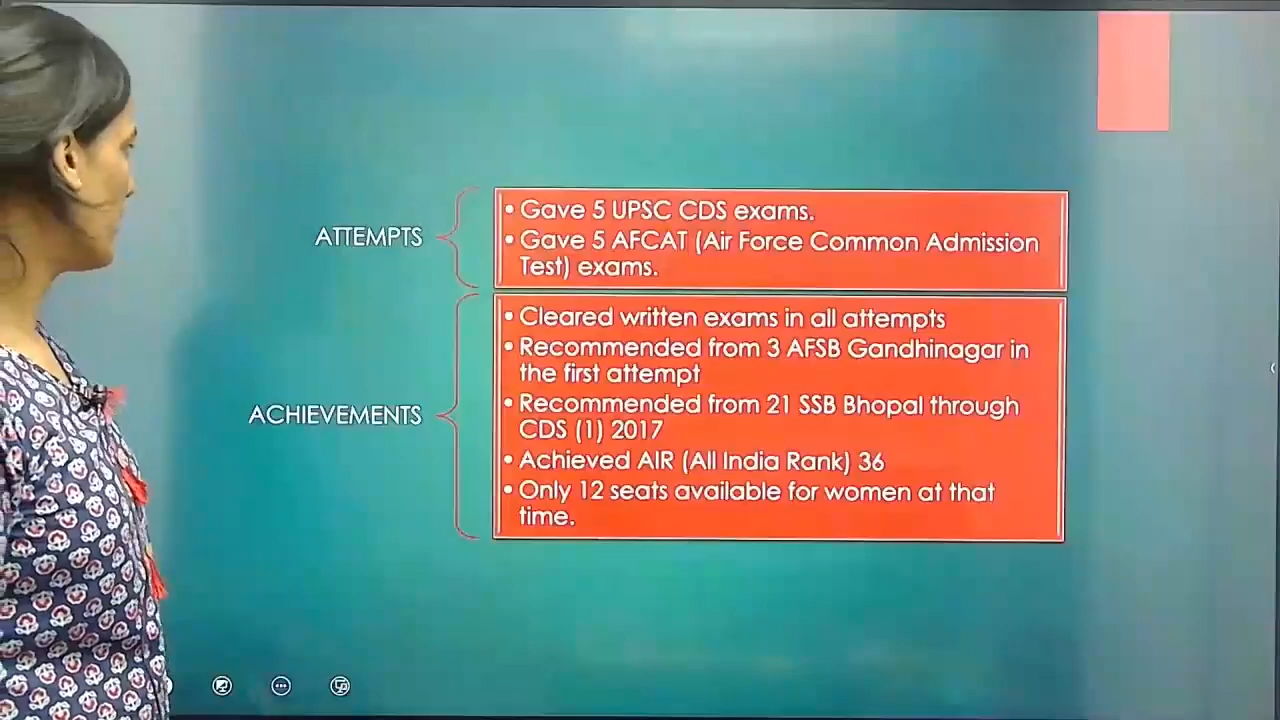 ATTEMPTS
• Gave 5 UPSC CDS exams.
• Gave 5 AFCAT (Air Force Common Admission
Test) exams.
ACHIEVEMENTS
• Cleared written exams in all attempts
• Recommended from 3 AFSB Gandhinagar in
the first attempt
• Recommended from 21 SSB Bhopal through
CDS (1) 2017
• Achieved AIR (All India Rank) 36
• Only 12 seats available for women at that
time.